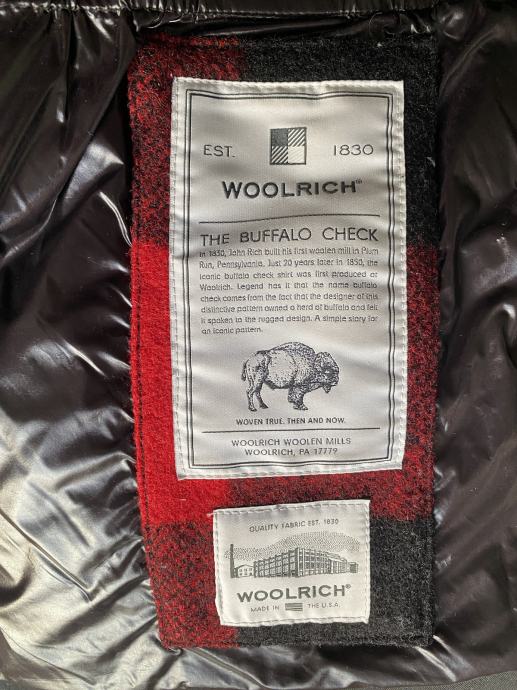 EST. 1830
WOOLRICH®
THE BUFFALO CHECK
In 1830, John Rich built his first woolen mill in Plum
Run, Pennsylvania. Just 20 years later in 1850, the
iconic buffalo check shirt was first produced at
Woolrich. Legend has it that the name buffalo
check comes from the fact that the designer of this
distinctive pattern owned a herd of buffalo and felt
it spoken to the rugged design. A simple story for
an iconic pattern.
WOVEN TRUE. THEN AND NOW.
WOOLRICH WOOLEN MILLS
WOOLRICH, PA 17779
QUALITY FABRIC EST. 1830
WOOLRICH®
MADE IN THE U.S.A.